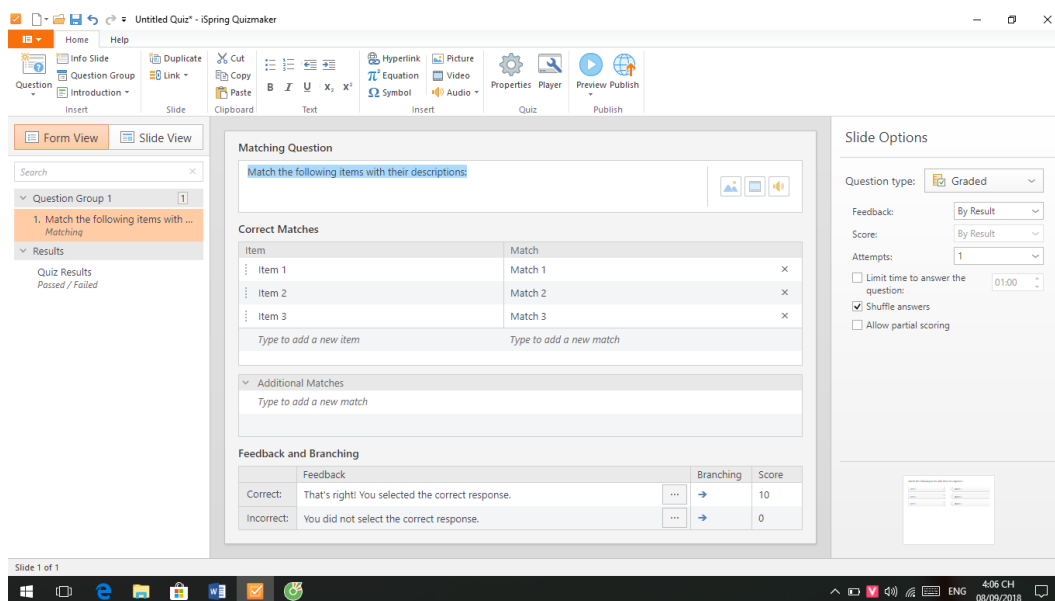 Untitled Quiz* - iSpring Quizmaker
Home Help
Question
Info Slide
Question Group
Introduction
Insert
Duplicate
Link
Slide
Cut
Copy
Paste
Clipboard
B I U X₂ X²
Text
Hyperlink
Equation
Symbol
Picture
Video
Audio
Insert
Properties Player
Quiz
Preview Publish
Publish
Form View Slide View
Search
Question Group 1 1
1. Match the following items with ...
Matching
Results
Quiz Results
Passed / Failed
Matching Question
Match the following items with their descriptions:
Correct Matches
Item Match
Item 1 Match 1
Item 2 Match 2
Item 3 Match 3
Type to add a new item Type to add a new match
Additional Matches
Type to add a new match
Feedback and Branching
Feedback Branching Score
Correct: That's right! You selected the correct response. ... 10
Incorrect: You did not select the correct response. ... 0
Slide Options
Question type: Graded
Feedback: By Result
Score: By Result
Attempts: 1
Limit time to answer the
question: 01:00
Shuffle answers
Allow partial scoring
Slide 1 of 1
ENG
4:06 CH
08/09/2018